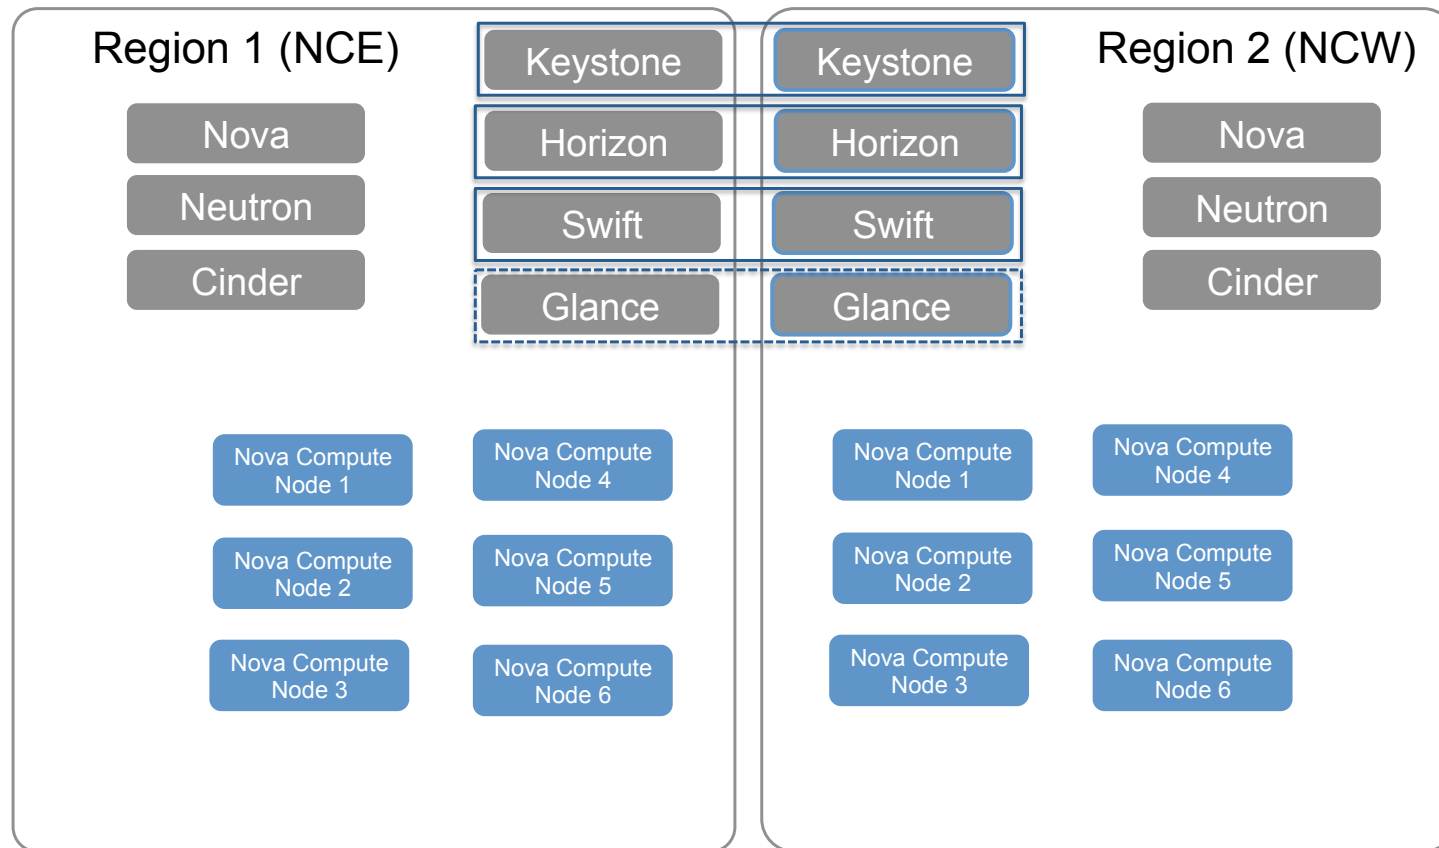 Region 1 (NCE)
Nova
Neutron
Cinder
Keystone
Horizon
Swift
Glance
Nova Compute
Node 1
Nova Compute
Node 2
Nova Compute
Node 3
Nova Compute
Node 4
Nova Compute
Node 5
Nova Compute
Node 6
Region 2 (NCW)
Keystone
Horizon
Swift
Glance
Nova
Neutron
Cinder
Nova Compute
Node 1
Nova Compute
Node 2
Nova Compute
Node 3
Nova Compute
Node 4
Nova Compute
Node 5
Nova Compute
Node 6